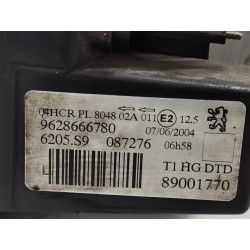 04HCR PL 8048 02A 011 E2 12.5
9628666780 07/06/2004
6205.S9 087276 06h58
L T1 HG DTD
89001770